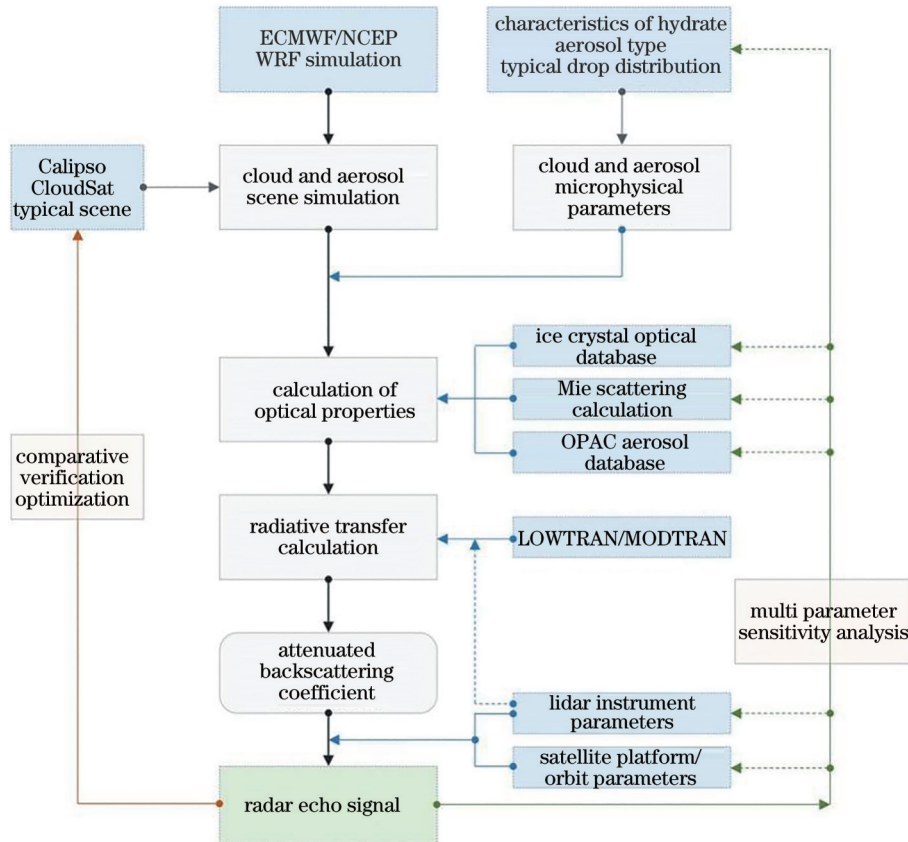 ECMWF/NCEP
WRF simulation
characteristics of hydrate
aerosol type
typical drop distribution
Calipso
CloudSat
typical scene
cloud and aerosol
scene simulation
cloud and aerosol
microphysical
parameters
ice crystal optical
database
calculation of
optical properties
Mie scattering
calculation
OPAC aerosol
database
comparative
verification
optimization
radiative transfer
calculation
LOWTRAN/MODTRAN
multi parameter
sensitivity analysis
attenuated
backscattering
coefficient
lidar instrument
parameters
satellite platform/
orbit parameters
radar echo signal